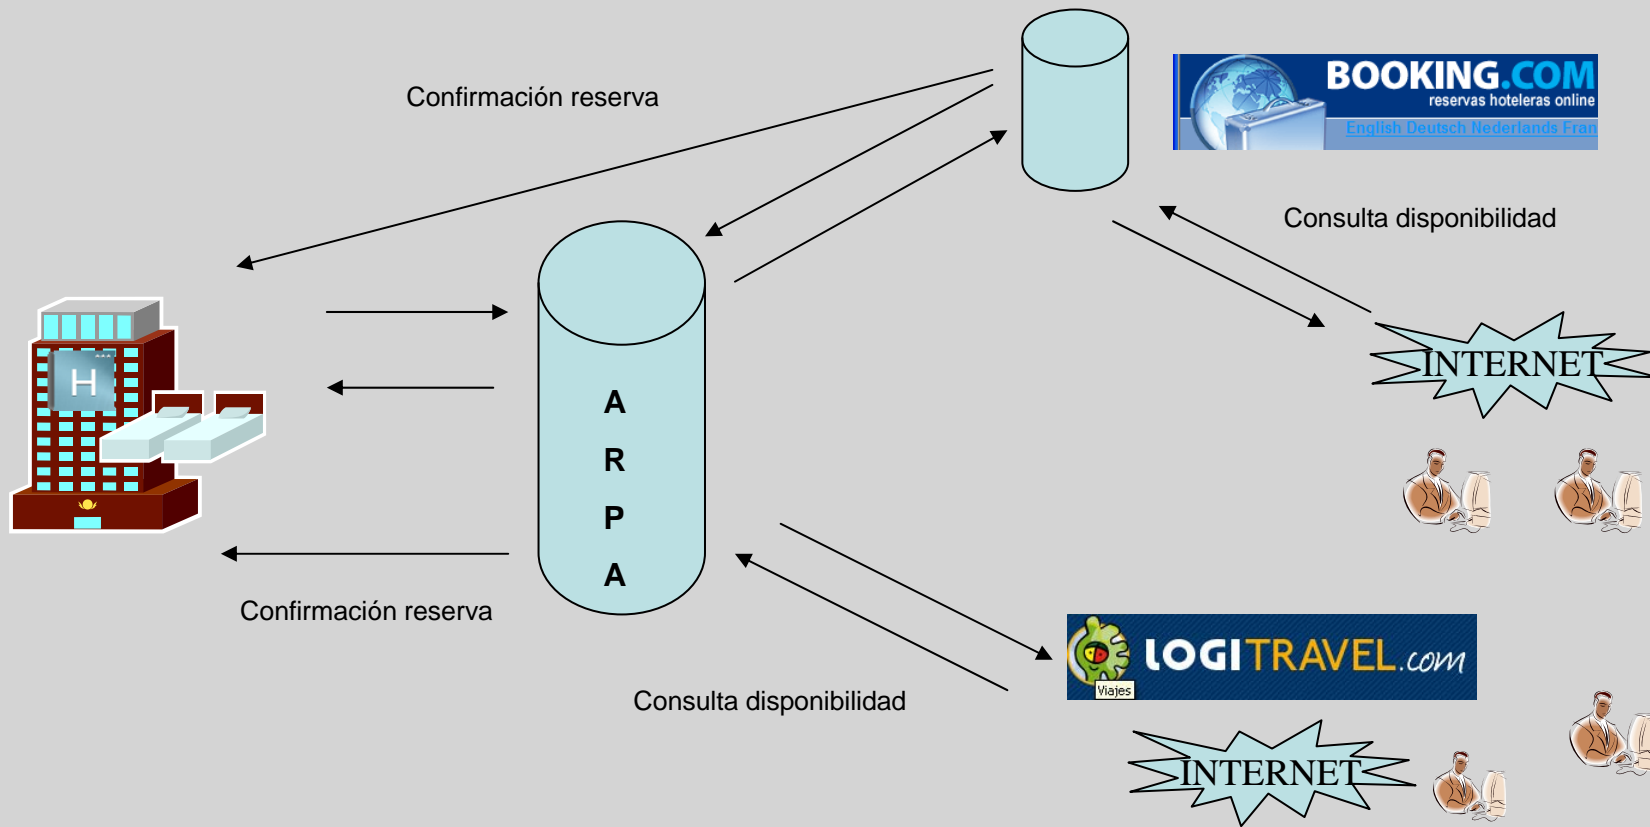 Confirmación reserva
BOOKING.COM
reservas hoteleras online
English Deutsch Nederlands Fran
Consulta disponibilidad
INTERNET
H
A
R
P
A
Confirmación reserva
LOGITRAVEL.com
Viajes
Consulta disponibilidad
INTERNET